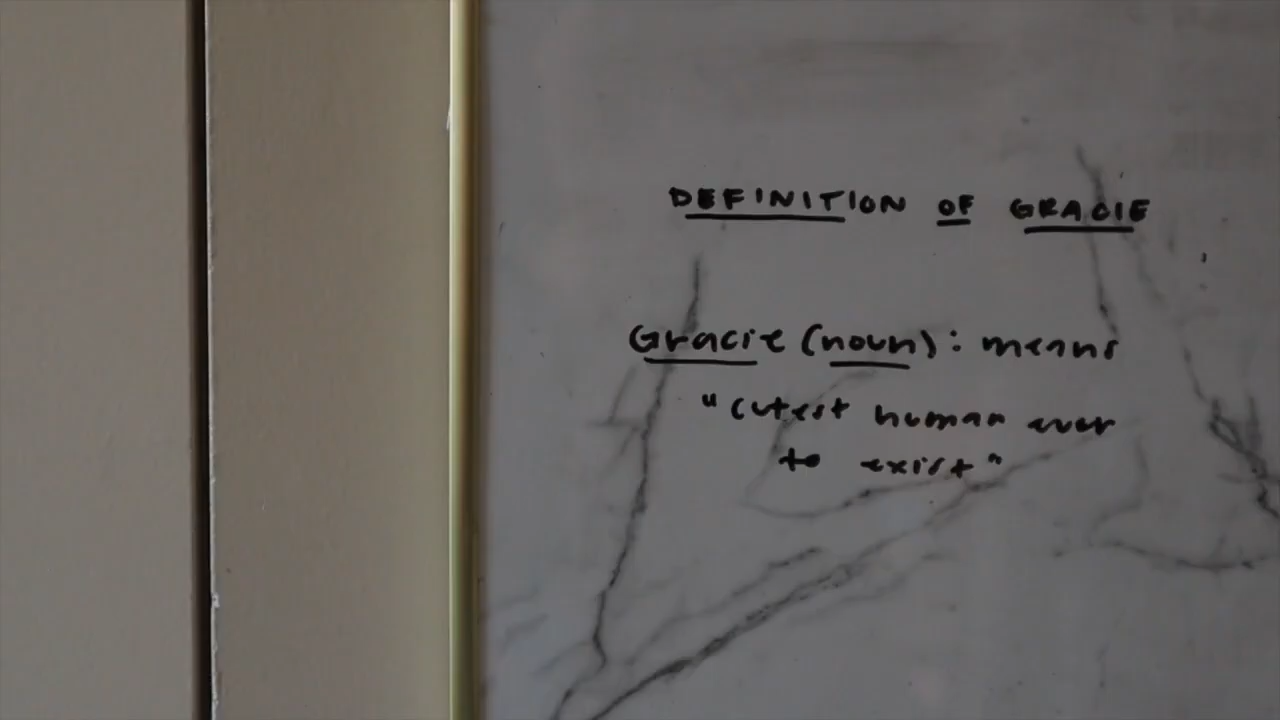 DEFINITION OF GRACIE
Gracie (noun): means
"cutest human ever
to exist"